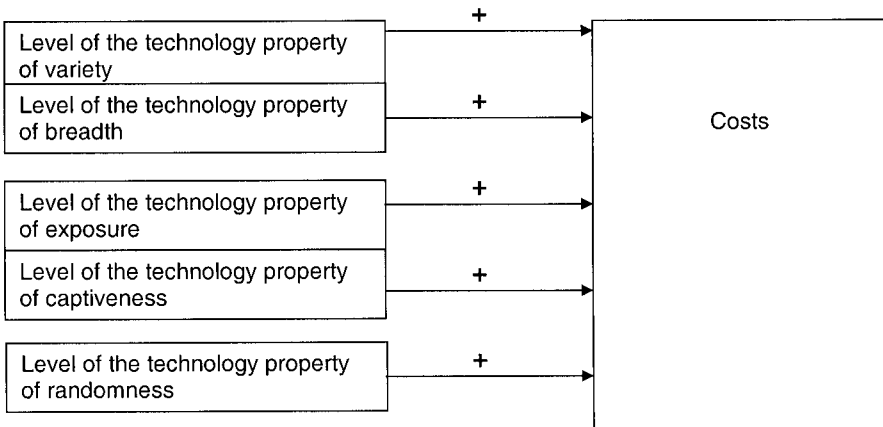 +
Level of the technology property
of variety
+
Level of the technology property
of breadth
Costs
+
Level of the technology property
of exposure
+
Level of the technology property
of captiveness
+
Level of the technology property
of randomness